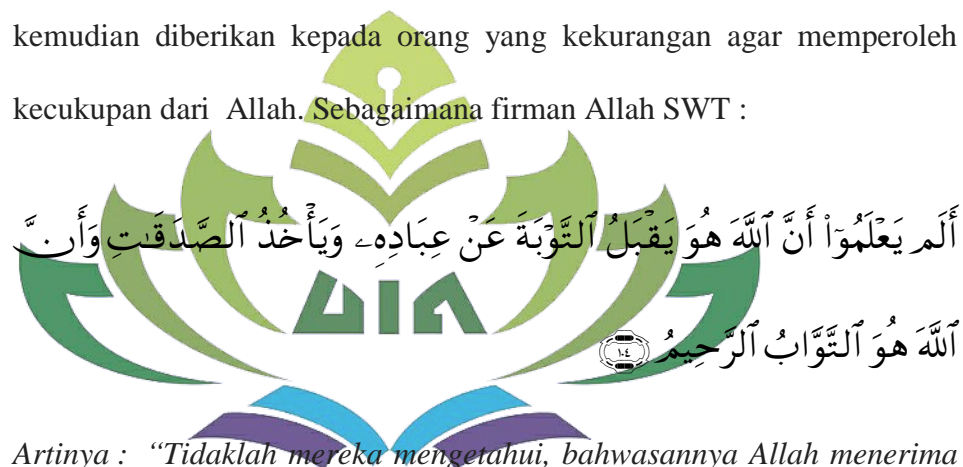 kemudian diberikan kepada orang yang kekurangan agar memperoleh
kecukupan dari Allah. Sebagaimana firman Allah SWT :
أَلَمْ يَعْلَمُوٓا۟ أَنَّ ٱللَّهَ هُوَ يَقْبَلُ ٱلتَّوْبَةَ عَنْ عِبَادِهِۦ وَيَأْخُذُ ٱلصَّدَقَـٰتِ وَأَنَّ
ٱللَّهَ هُوَ ٱلتَّوَّابُ ٱلرَّحِيمُ ١٠٤
UIN
Artinya : “Tidaklah mereka mengetahui, bahwasannya Allah menerima